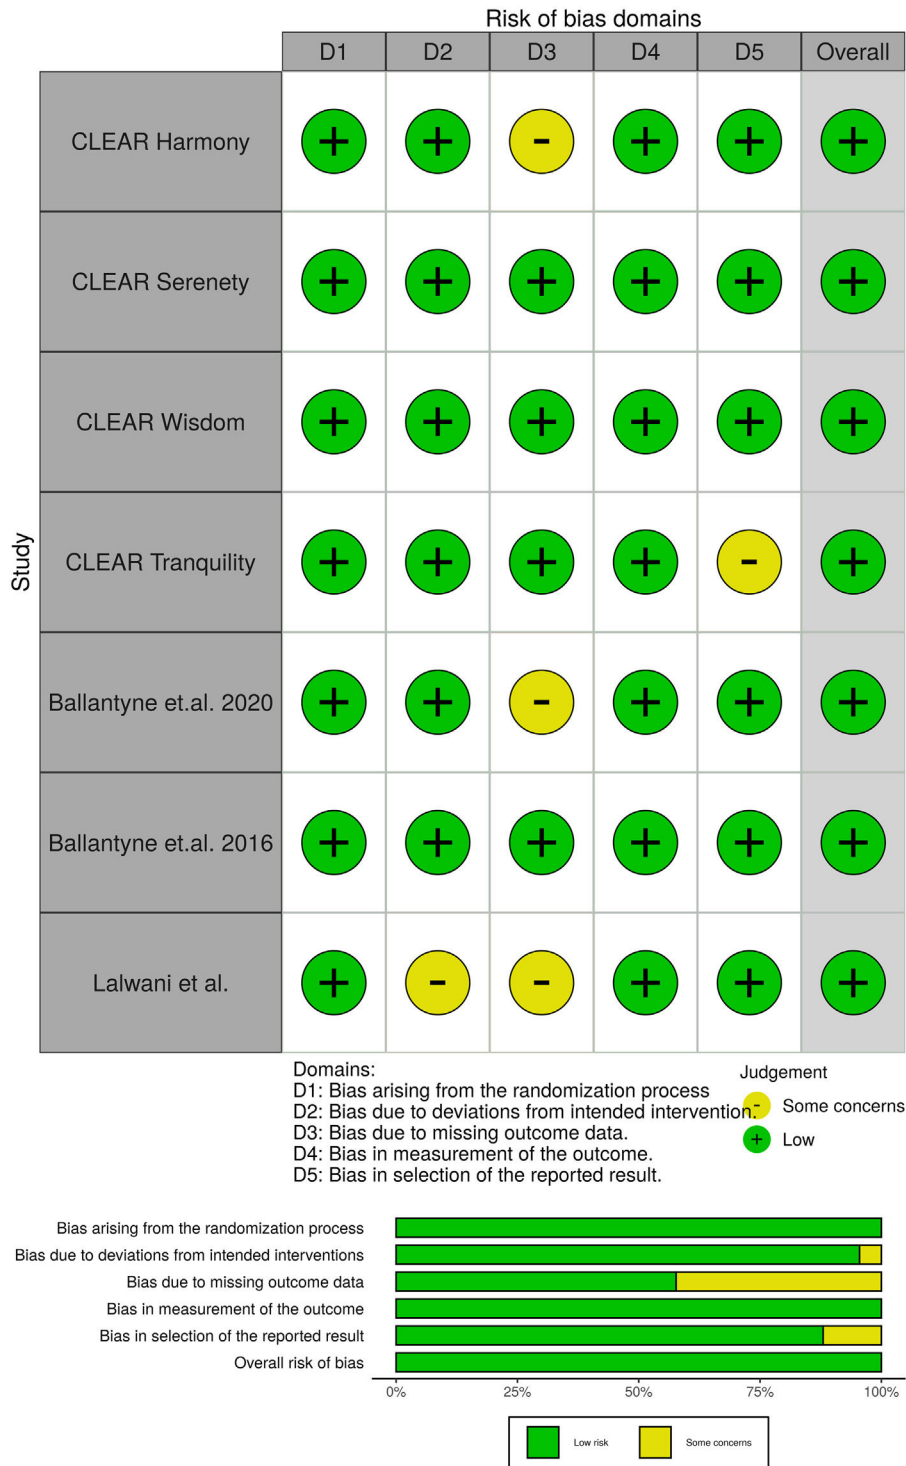 Risk of bias domains
D1 D2 D3 D4 D5 Overall
Study
CLEAR Harmony + + - + + +
CLEAR Serenety + + + + + +
CLEAR Wisdom + + + + + +
CLEAR Tranquility + + + + - +
Ballantyne et.al. 2020 + + - + + +
Ballantyne et.al. 2016 + + + + + +
Lalwani et al. + - - + + +
Domains:
D1: Bias arising from the randomization process
D2: Bias due to deviations from intended intervention.
D3: Bias due to missing outcome data.
D4: Bias in measurement of the outcome.
D5: Bias in selection of the reported result.
Judgement
- Some concerns
+ Low
Bias arising from the randomization process
Bias due to deviations from intended interventions
Bias due to missing outcome data
Bias in measurement of the outcome
Bias in selection of the reported result
Overall risk of bias
0% 25% 50% 75% 100%
Low risk Some concerns